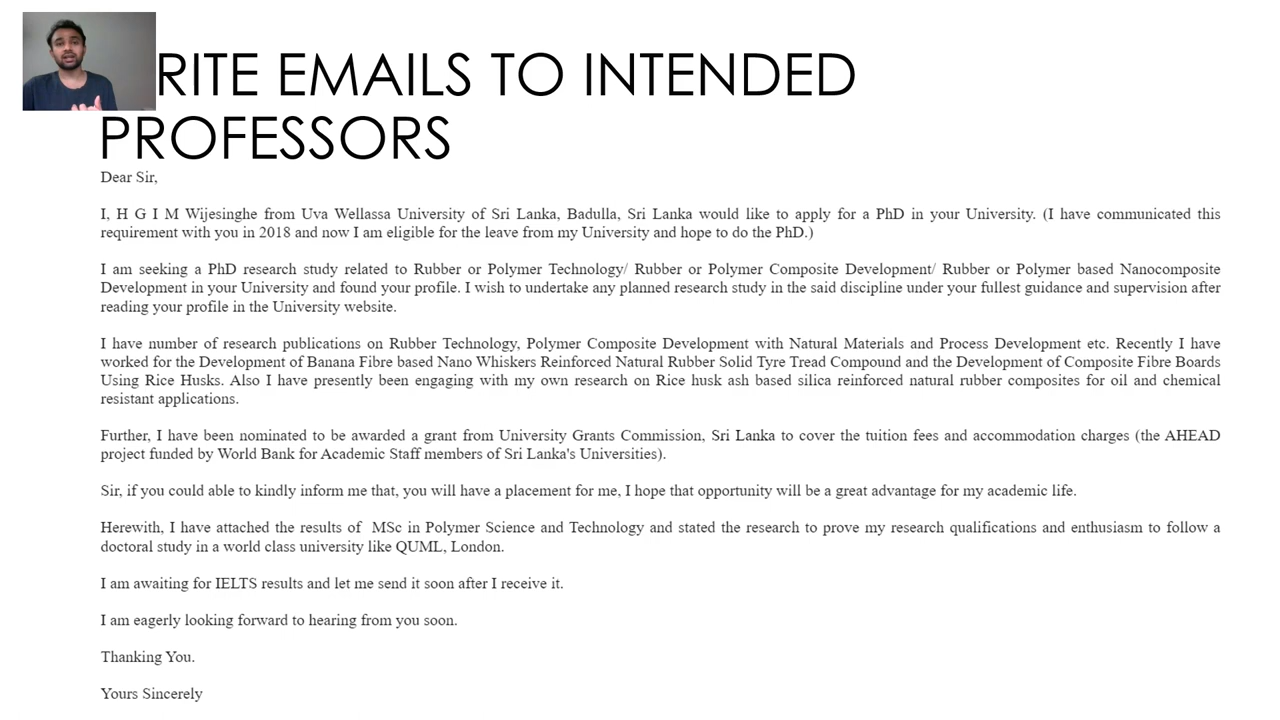 RITE EMAILS TO INTENDED
PROFESSORS
Dear Sir,
I, H G I M Wijesinghe from Uva Wellassa University of Sri Lanka, Badulla, Sri Lanka would like to apply for a PhD in your University. (I have communicated this
requirement with you in 2018 and now I am eligible for the leave from my University and hope to do the PhD.)
I am seeking a PhD research study related to Rubber or Polymer Technology/ Rubber or Polymer Composite Development/ Rubber or Polymer based Nanocomposite
Development in your University and found your profile. I wish to undertake any planned research study in the said discipline under your fullest guidance and supervision after
reading your profile in the University website.
I have number of research publications on Rubber Technology, Polymer Composite Development with Natural Materials and Process Development etc. Recently I have
worked for the Development of Banana Fibre based Nano Whiskers Reinforced Natural Rubber Solid Tyre Tread Compound and the Development of Composite Fibre Boards
Using Rice Husks. Also I have presently been engaging with my own research on Rice husk ash based silica reinforced natural rubber composites for oil and chemical
resistant applications.
Further, I have been nominated to be awarded a grant from University Grants Commission, Sri Lanka to cover the tuition fees and accommodation charges (the AHEAD
project funded by World Bank for Academic Staff members of Sri Lanka's Universities).
Sir, if you could able to kindly inform me that, you will have a placement for me, I hope that opportunity will be a great advantage for my academic life.
Herewith, I have attached the results of MSc in Polymer Science and Technology and stated the research to prove my research qualifications and enthusiasm to follow a
doctoral study in a world class university like QUML, London.
I am awaiting for IELTS results and let me send it soon after I receive it.
I am eagerly looking forward to hearing from you soon.
Thanking You.
Yours Sincerely